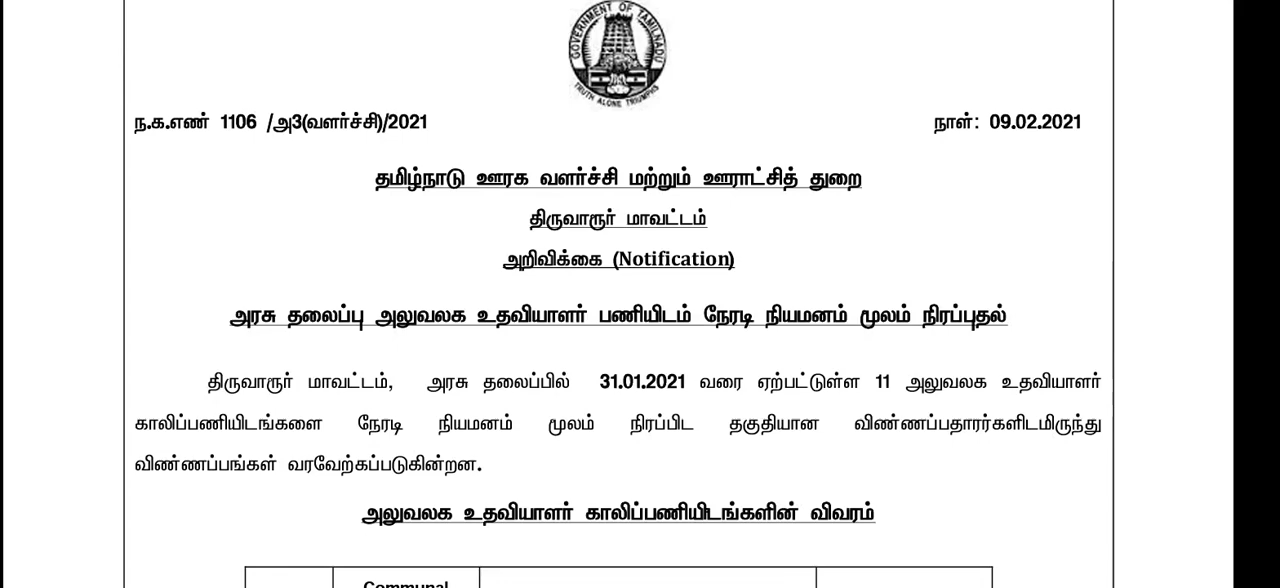 GOVERNMENT OF TAMILNADU
TRUTH ALONE TRIUMPHS
ந.க.எண் 1106 /அ3(வளர்ச்சி)/2021 நாள்: 09.02.2021
தமிழ்நாடு ஊரக வளர்ச்சி மற்றும் ஊராட்சித் துறை
திருவாரூர் மாவட்டம்
அறிவிக்கை (Notification)
அரசு தலைப்பு அலுவலக உதவியாளர் பணியிடம் நேரடி நியமனம் மூலம் நிரப்புதல்
திருவாரூர் மாவட்டம், அரசு தலைப்பில் 31.01.2021 வரை ஏற்பட்டுள்ள 11 அலுவலக உதவியாளர்
காலிப்பணியிடங்களை நேரடி நியமனம் மூலம் நிரப்பிட தகுதியான விண்ணப்பதாரர்களிடமிருந்து
விண்ணப்பங்கள் வரவேற்கப்படுகின்றன.
அலுவலக உதவியாளர் காலிப்பணியிடங்களின் விவரம்
Communal